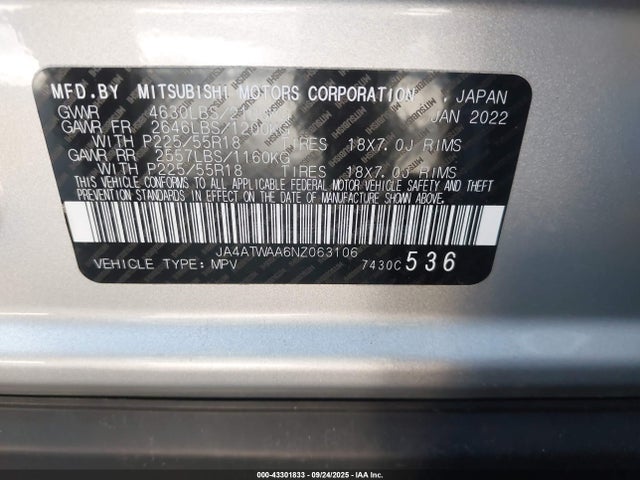 MFD.BY MITSUBISHI MOTORS CORPORATION , JAPAN
GVWR 4630LBS JAN 2022
GAWR FR 2646LBS/1200KG
WITH P225/55R18 TIRES 18X7.0J RIMS
GAWR RR 2557LBS/1160KG
WITH P225/55R18 TIRES 18X7.0J RIMS
THIS VEHICLE CONFORMS TO ALL APPLICABLE FEDERAL MOTOR VEHICLE SAFETY AND THEFT
PREVENTION STANDARDS IN EFFECT ON THE DATE OF MANUFACTURE SHOWN ABOVE.
JA4ATWAA6NZ063106
VEHICLE TYPE: MPV 7430C 536
000-43301833 - 09/24/2025 - Copyright © IAA, Inc.